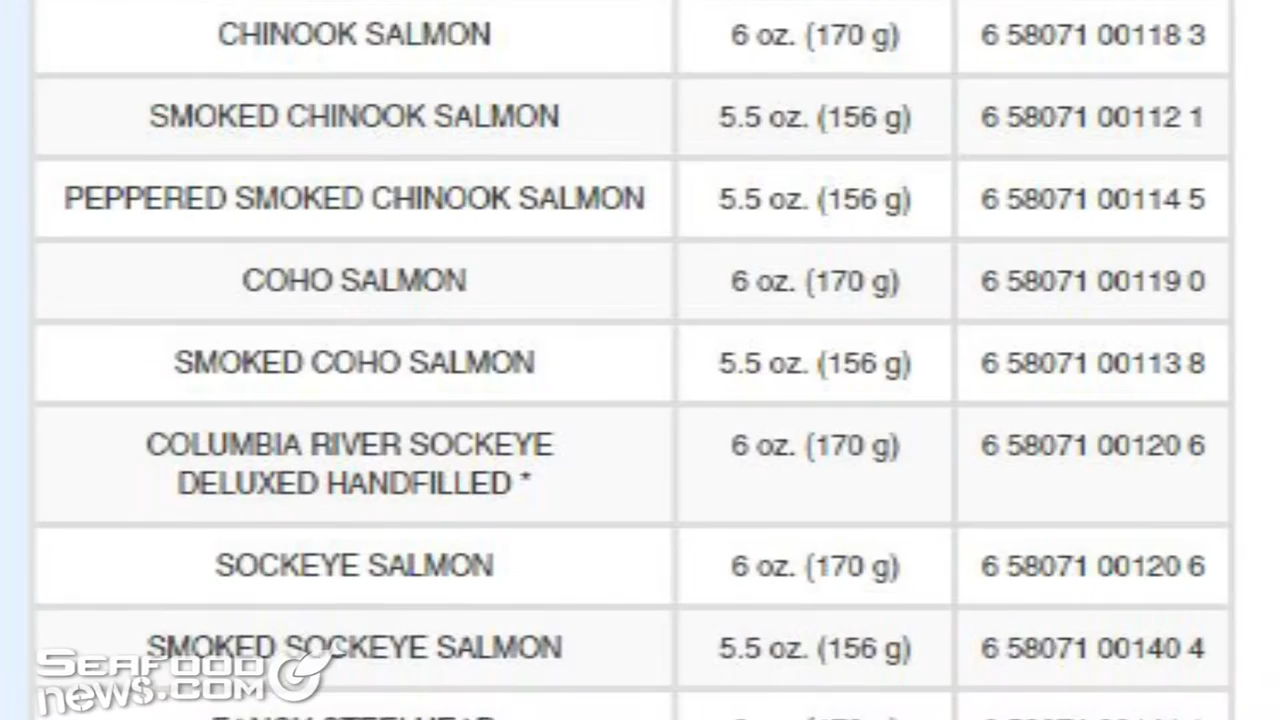 CHINOOK SALMON 6 oz. (170 g) 6 58071 00118 3
SMOKED CHINOOK SALMON 5.5 oz. (156 g) 6 58071 00112 1
PEPPERED SMOKED CHINOOK SALMON 5.5 oz. (156 g) 6 58071 00114 5
COHO SALMON 6 oz. (170 g) 6 58071 00119 0
SMOKED COHO SALMON 5.5 oz. (156 g) 6 58071 00113 8
COLUMBIA RIVER SOCKEYE 6 oz. (170 g) 6 58071 00120 6
DELUXED HANDFILLED *
SOCKEYE SALMON 6 oz. (170 g) 6 58071 00120 6
SMOKED SOCKEYE SALMON 5.5 oz. (156 g) 6 58071 00140 4
SEAFOOD
news.COM